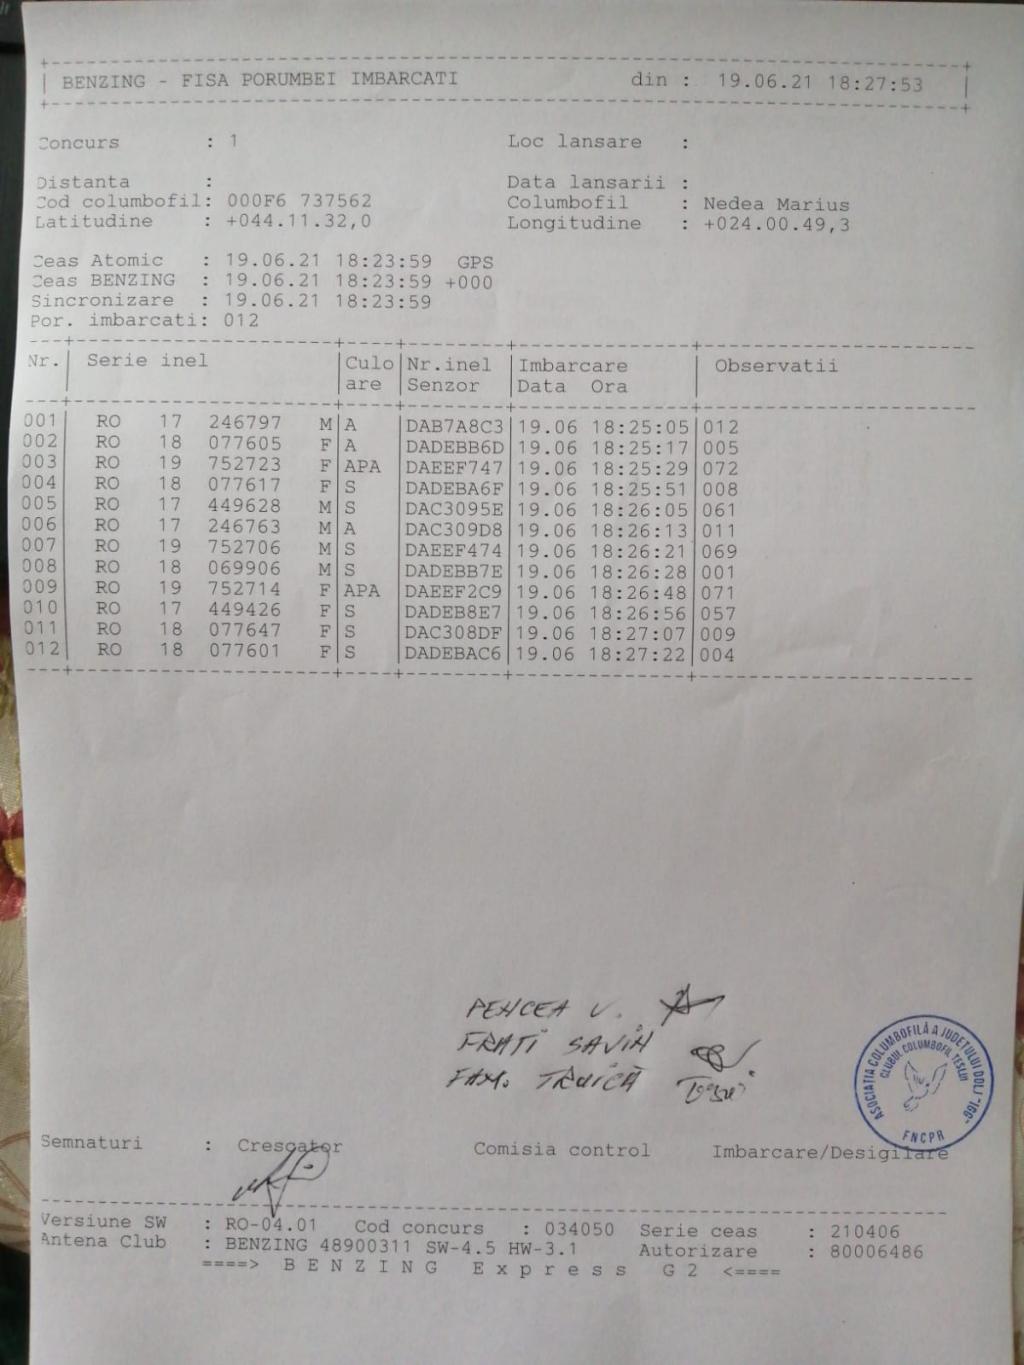 BENZING - FISA PORUMBEI IMBARCATI din : 19.06.21 18:27:53
Concurs : 1 Loc lansare :
Distanta : Data lansarii :
Cod columbofil: 000F6 737562 Columbofil : Nedea Marius
Latitudine : +044.11.32,0 Longitudine : +024.00.49,3
Ceas Atomic : 19.06.21 18:23:59 GPS
Ceas BENZING : 19.06.21 18:23:59 +000
Sincronizare : 19.06.21 18:23:59
Por. imbarcati: 012
Nr. Serie inel Culo Nr.inel Imbarcare Observatii
are Senzor Data Ora
001 RO 17 246797 M A DAB7A8C3 19.06 18:25:05 012
002 RO 18 077605 F A DADEBB6D 19.06 18:25:17 005
003 RO 19 752723 F APA DAEEF747 19.06 18:25:29 072
004 RO 18 077617 F S DADEBA6F 19.06 18:25:51 008
005 RO 17 449628 M S DAC3095E 19.06 18:26:05 061
006 RO 17 246763 M A DAC309D8 19.06 18:26:13 011
007 RO 19 752706 M S DAEEF474 19.06 18:26:21 069
008 RO 18 069906 M S DADEBB7E 19.06 18:26:28 001
009 RO 19 752714 F APA DAEEF2C9 19.06 18:26:48 071
010 RO 17 449426 F S DADEB8E7 19.06 18:26:56 057
011 RO 18 077647 F S DAC308DF 19.06 18:27:07 009
012 RO 18 077601 F S DADEBAC6 19.06 18:27:22 004
PENCEA V.
FRATI SAVIN
FAM. TRUICĂ
ASOCIATIA COLUMBOFILĂ A JUDETULUI DOLJ "166"
CLUBUL COLUMBOFIL TESLUI
FNCPR
Semnaturi : Crescator Comisia control Imbarcare/Desigilare
Versiune SW : RO-04.01 Cod concurs : 034050 Serie ceas : 210406
Antena Club : BENZING 48900311 SW-4.5 HW-3.1 Autorizare : 80006486
====> B E N Z I N G E x p r e s s G 2 <====